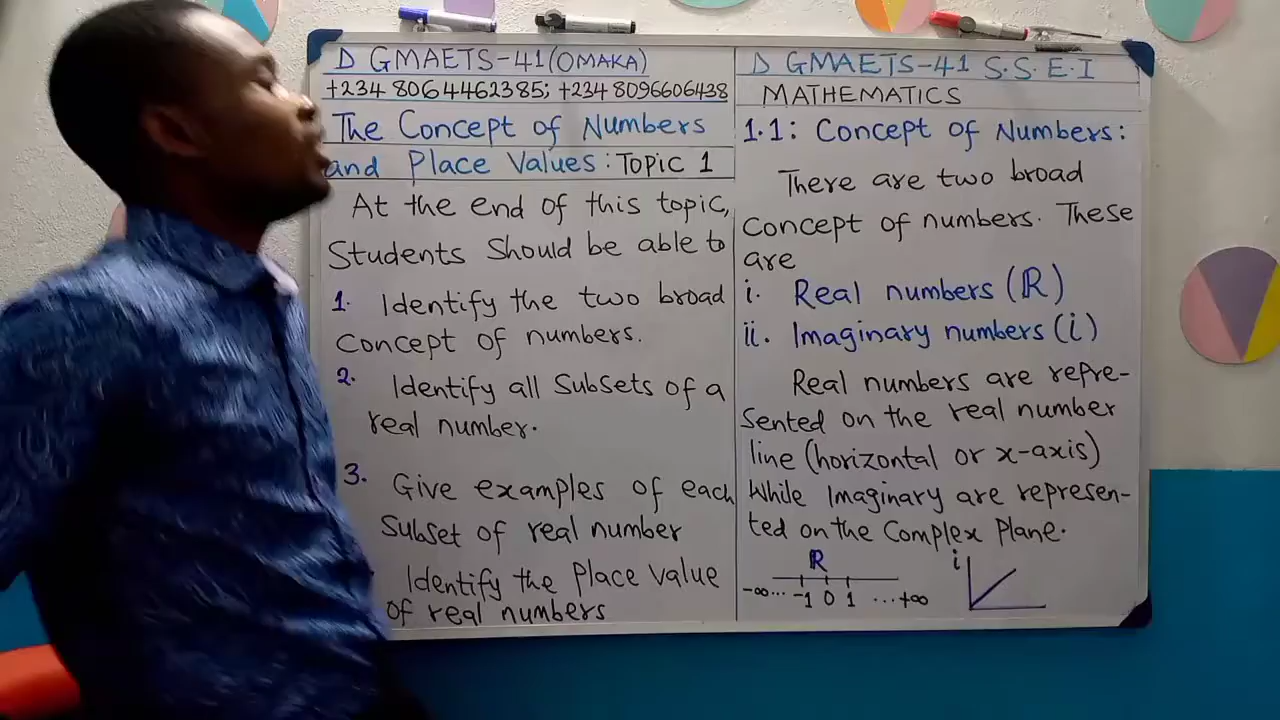 D GMAETS-41(OMAKA)
+234 8064462385; +234 8096606438
The Concept of Numbers
and Place Values: Topic 1
At the end of this topic,
Students Should be able to
1. Identify the two broad
Concept of numbers.
2. Identify all Subsets of a
real number.
3. Give examples of each
Subset of real number
Identify the Place Value
of real numbers
D GMAETS-41 S.S.E.I
MATHEMATICS
1.1: Concept of Numbers:
There are two broad
Concept of numbers. These
are
i. Real numbers (ℝ)
ii. Imaginary numbers (i)
Real numbers are repre-
Sented on the real number
line (horizontal or x-axis)
While Imaginary are represen-
ted on the Complex Plane.
ℝ
-∞... -1 0 1 ...+∞
i